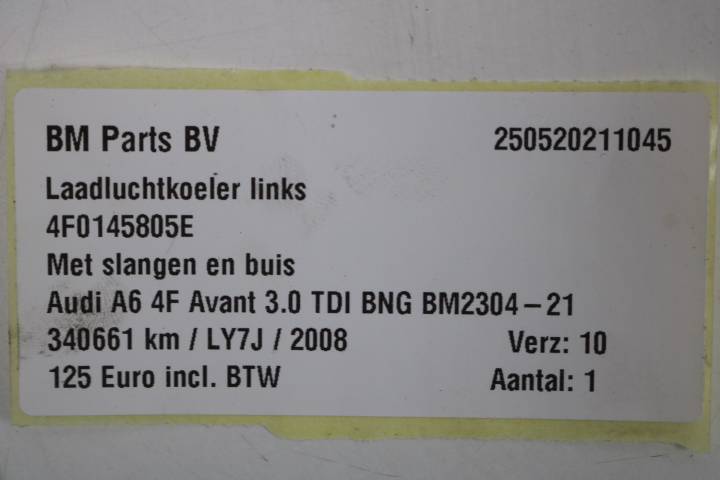 BM Parts BV 250520211045
Laadluchtkoeler links
4F0145805E
Met slangen en buis
Audi A6 4F Avant 3.0 TDI BNG BM2304-21
340661 km / LY7J / 2008 Verz: 10
125 Euro incl. BTW Aantal: 1